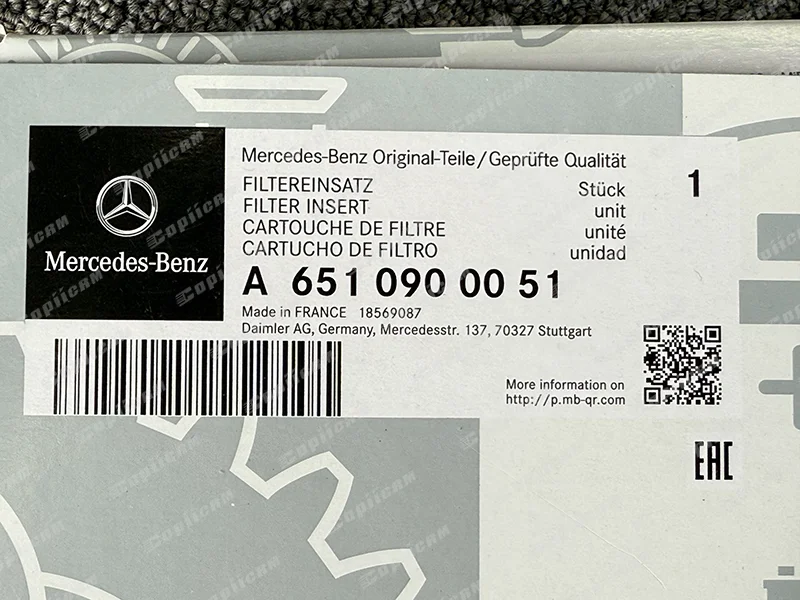 Mercedes-Benz
Mercedes-Benz Original-Teile/Geprüfte Qualität
FILTEREINSATZ Stück 1
FILTER INSERT unit
CARTOUCHE DE FILTRE unité
CARTUCHO DE FILTRO unidad
A 651 090 00 51
Made in FRANCE 18569087
Daimler AG, Germany, Mercedesstr. 137, 70327 Stuttgart
More information on
http://p.mb-qr.com
EAC
CopiiCAM